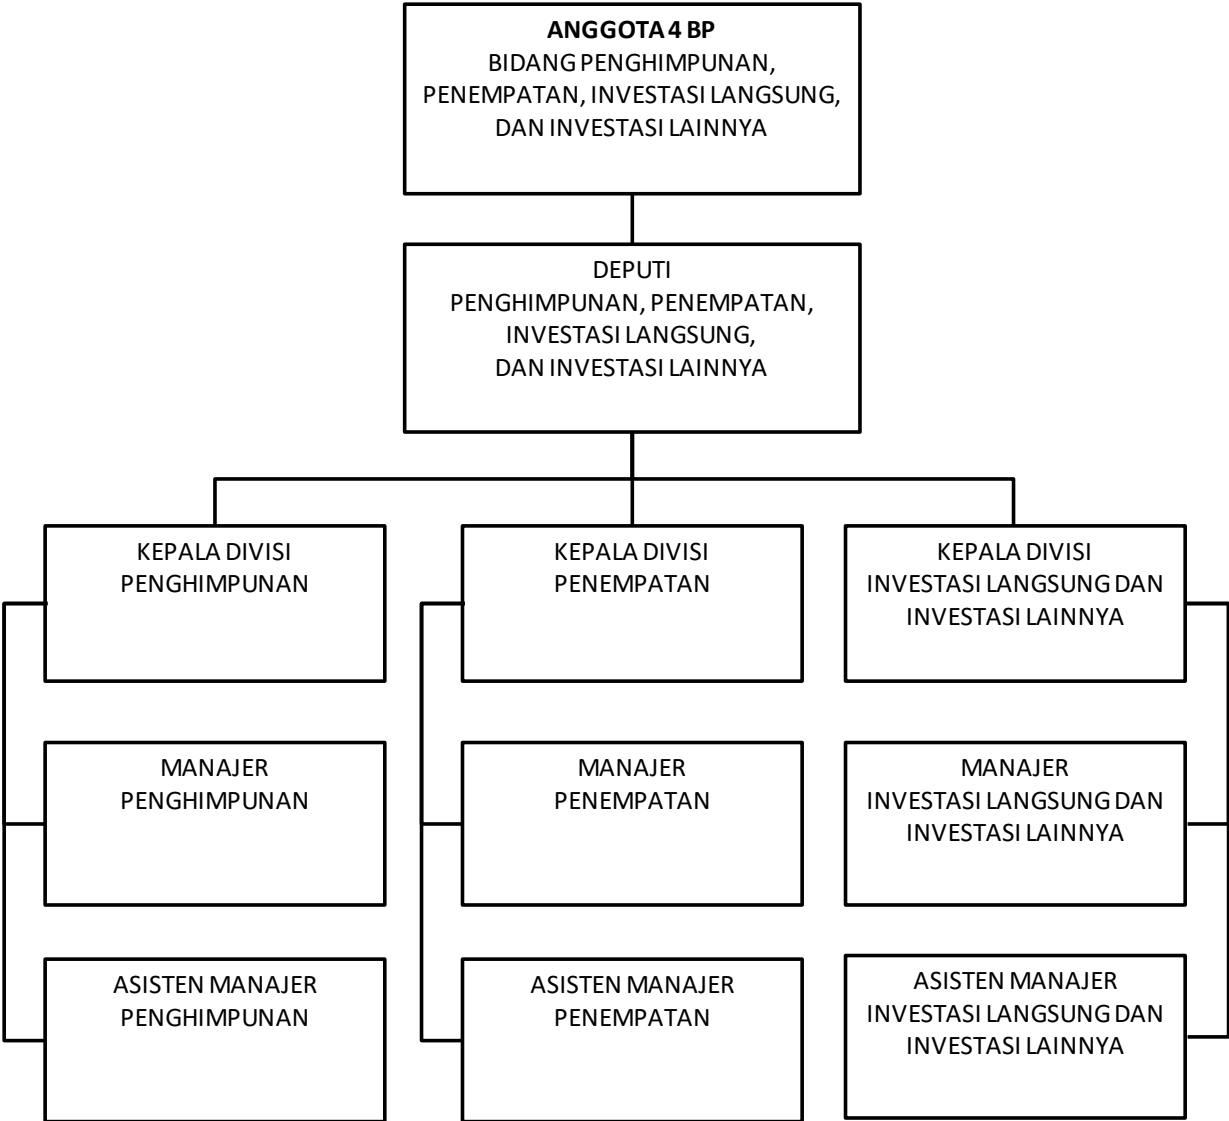 ANGGOTA 4 BP
BIDANG PENGHIMPUNAN,
PENEMPATAN, INVESTASI LANGSUNG,
DAN INVESTASI LAINNYA
DEPUTI
PENGHIMPUNAN, PENEMPATAN,
INVESTASI LANGSUNG,
DAN INVESTASI LAINNYA
KEPALA DIVISI
PENGHIMPUNAN
KEPALA DIVISI
PENEMPATAN
KEPALA DIVISI
INVESTASI LANGSUNG DAN
INVESTASI LAINNYA
MANAJER
PENGHIMPUNAN
MANAJER
PENEMPATAN
MANAJER
INVESTASI LANGSUNG DAN
INVESTASI LAINNYA
ASISTEN MANAJER
PENGHIMPUNAN
ASISTEN MANAJER
PENEMPATAN
ASISTEN MANAJER
INVESTASI LANGSUNG DAN
INVESTASI LAINNYA